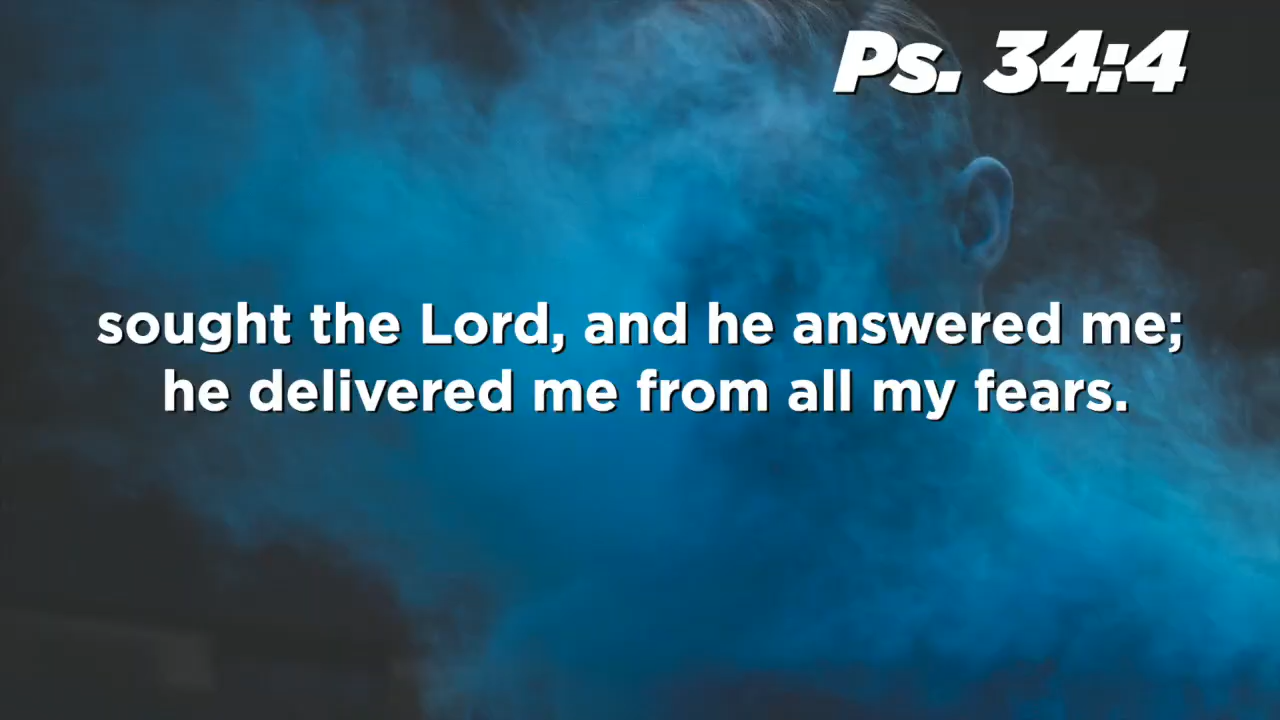 Ps. 34:4
sought the Lord, and he answered me;
he delivered me from all my fears.